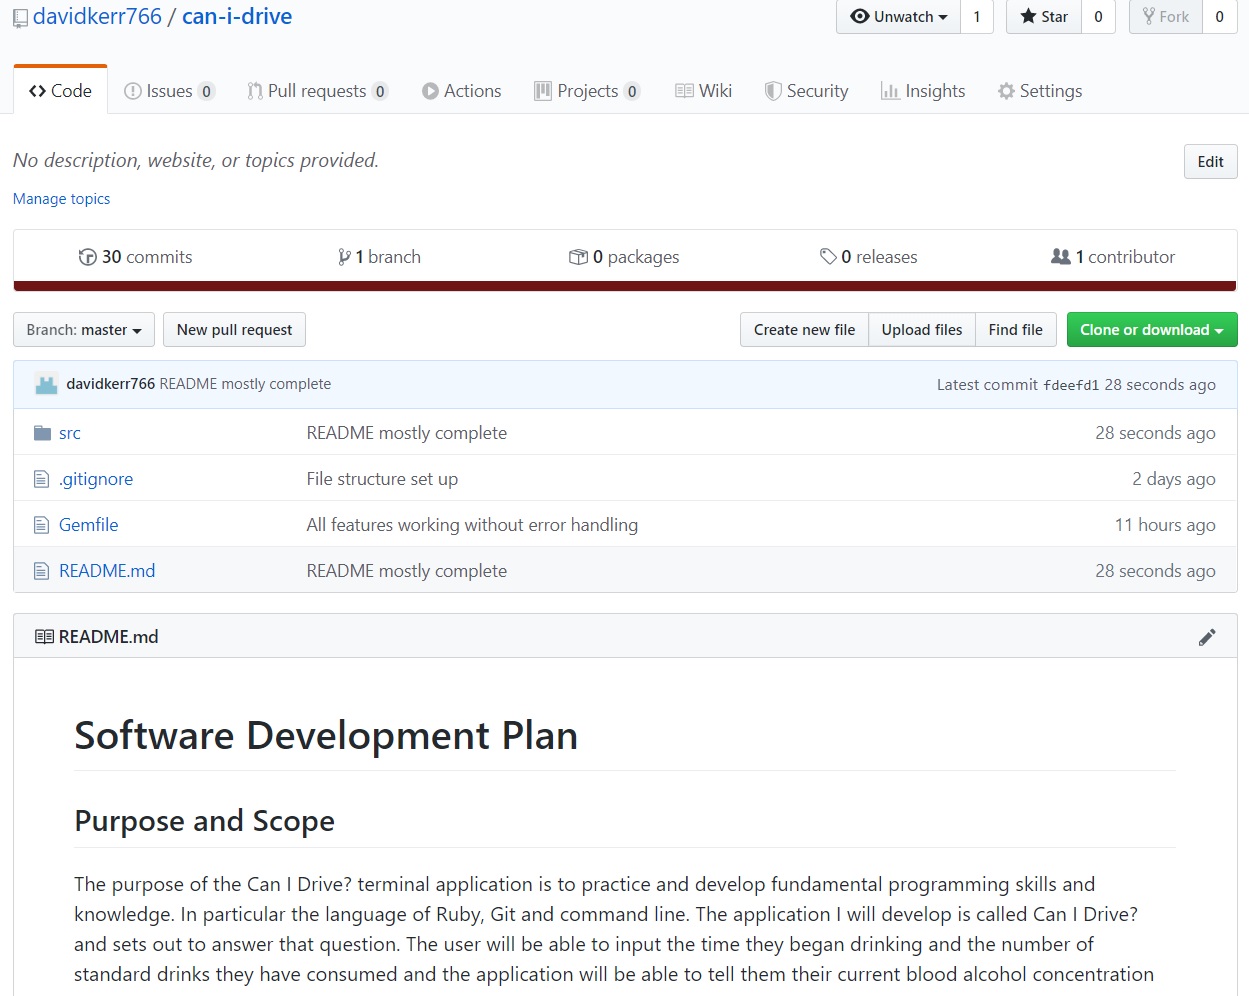 davidkerr766 / can-i-drive
Unwatch 1 Star 0 Fork 0
Code Issues 0 Pull requests 0 Actions Projects 0 Wiki Security Insights Settings
No description, website, or topics provided.
Edit
Manage topics
30 commits 1 branch 0 packages 0 releases 1 contributor
Branch: master New pull request Create new file Upload files Find file Clone or download
davidkerr766 README mostly complete Latest commit fdeefd1 28 seconds ago
src README mostly complete 28 seconds ago
.gitignore File structure set up 2 days ago
Gemfile All features working without error handling 11 hours ago
README.md README mostly complete 28 seconds ago
README.md
Software Development Plan
Purpose and Scope
The purpose of the Can I Drive? terminal application is to practice and develop fundamental programming skills and
knowledge. In particular the language of Ruby, Git and command line. The application I will develop is called Can I Drive?
and sets out to answer that question. The user will be able to input the time they began drinking and the number of
standard drinks they have consumed and the application will be able to tell them their current blood alcohol concentration